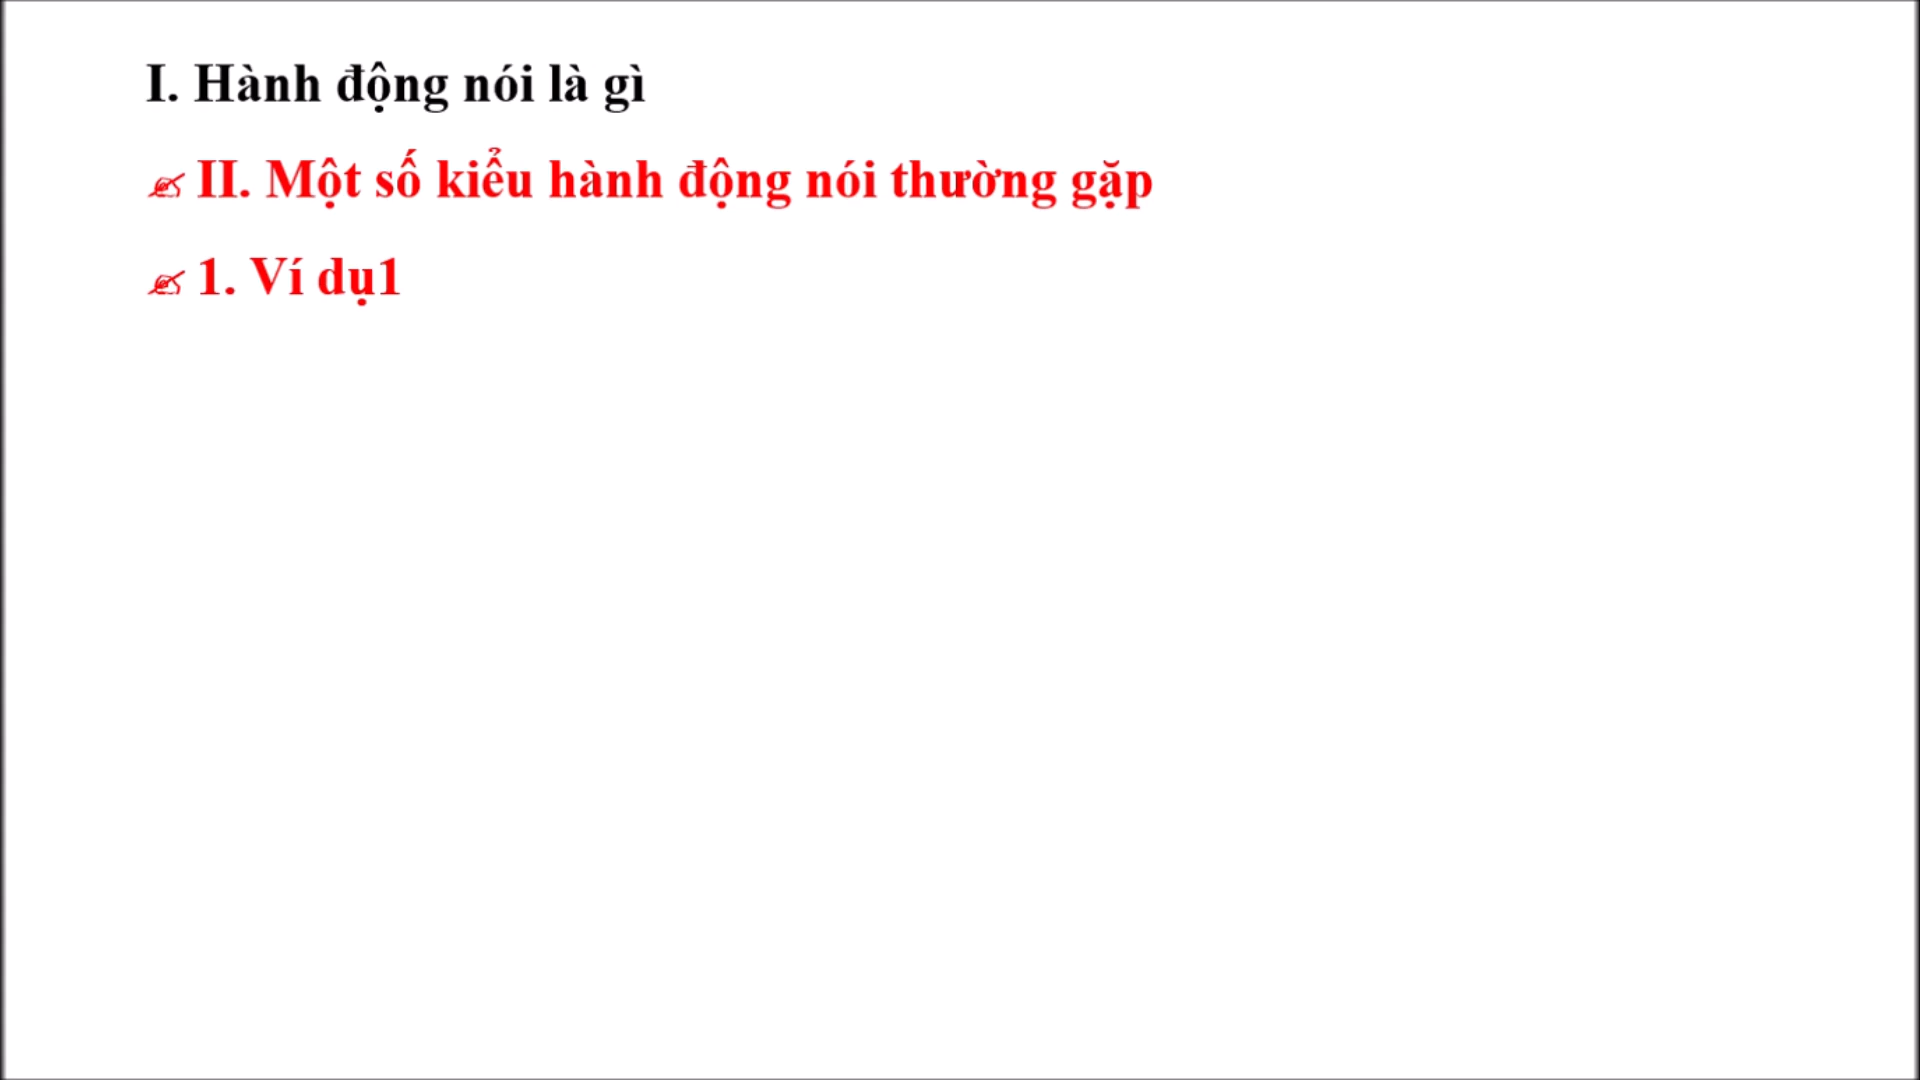 I. Hành động nói là gì
✍ II. Một số kiểu hành động nói thường gặp
✍ 1. Ví dụ1